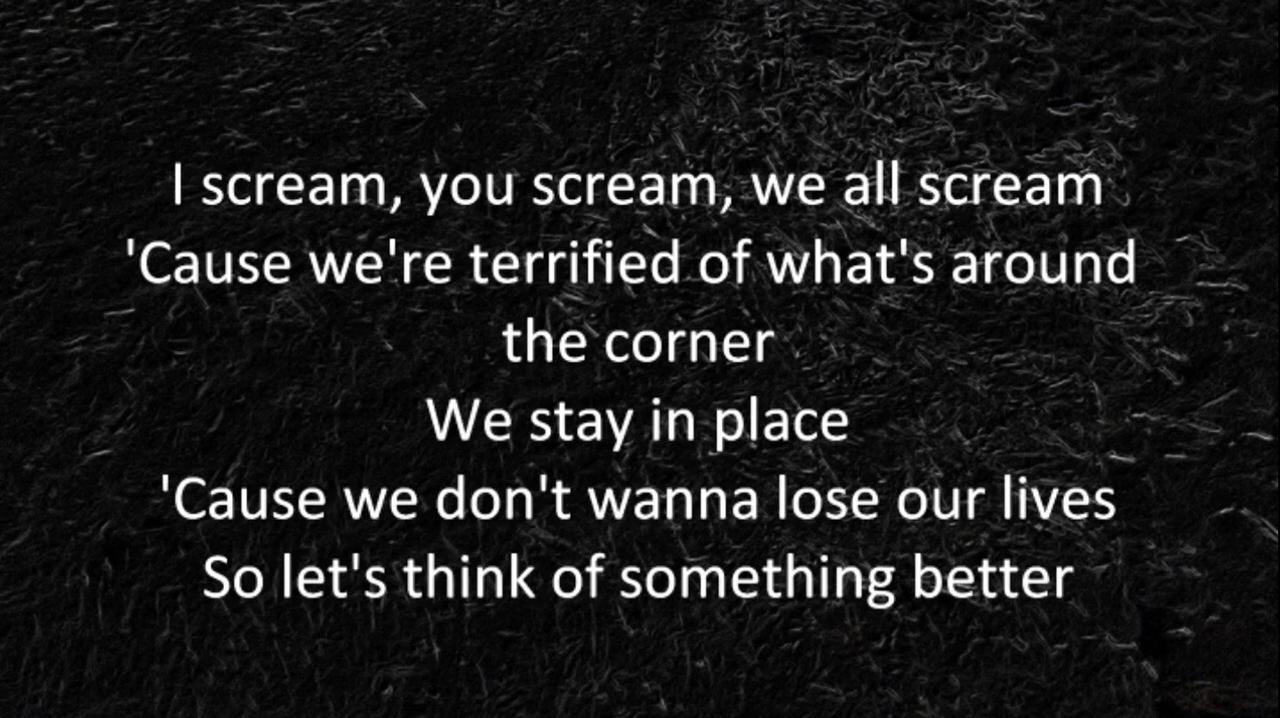 I scream, you scream, we all scream
'Cause we're terrified of what's around
the corner
We stay in place
'Cause we don't wanna lose our lives
So let's think of something better